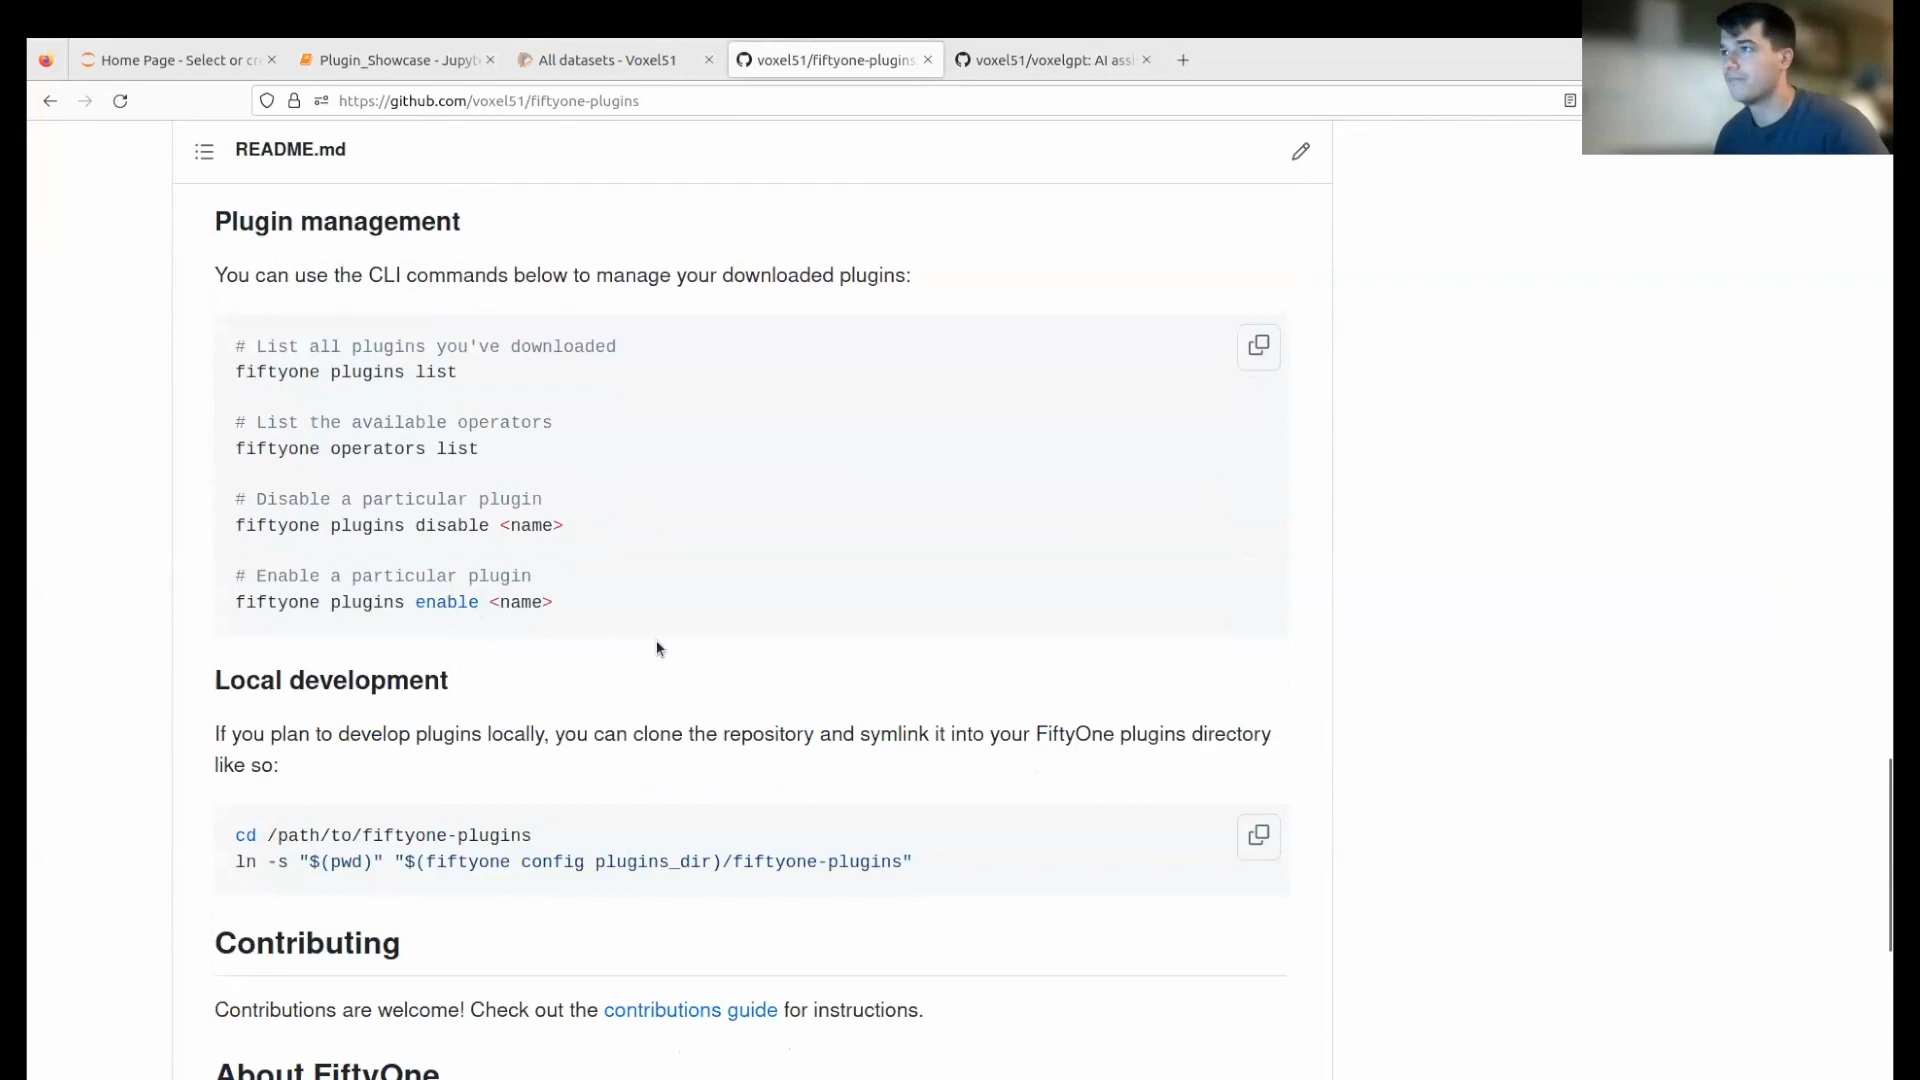 Home Page - Select or cr
Plugin_Showcase - Jupyt
All datasets - Voxel51
voxel51/fiftyone-plugins
voxel51/voxelgpt: AI assi
https://github.com/voxel51/fiftyone-plugins
README.md
Plugin management
You can use the CLI commands below to manage your downloaded plugins:
# List all plugins you've downloaded
fiftyone plugins list
# List the available operators
fiftyone operators list
# Disable a particular plugin
fiftyone plugins disable <name>
# Enable a particular plugin
fiftyone plugins enable <name>
Local development
If you plan to develop plugins locally, you can clone the repository and symlink it into your FiftyOne plugins directory
like so:
cd /path/to/fiftyone-plugins
ln -s "$(pwd)" "$(fiftyone config plugins_dir)/fiftyone-plugins"
Contributing
Contributions are welcome! Check out the contributions guide for instructions.
About FiftyOne